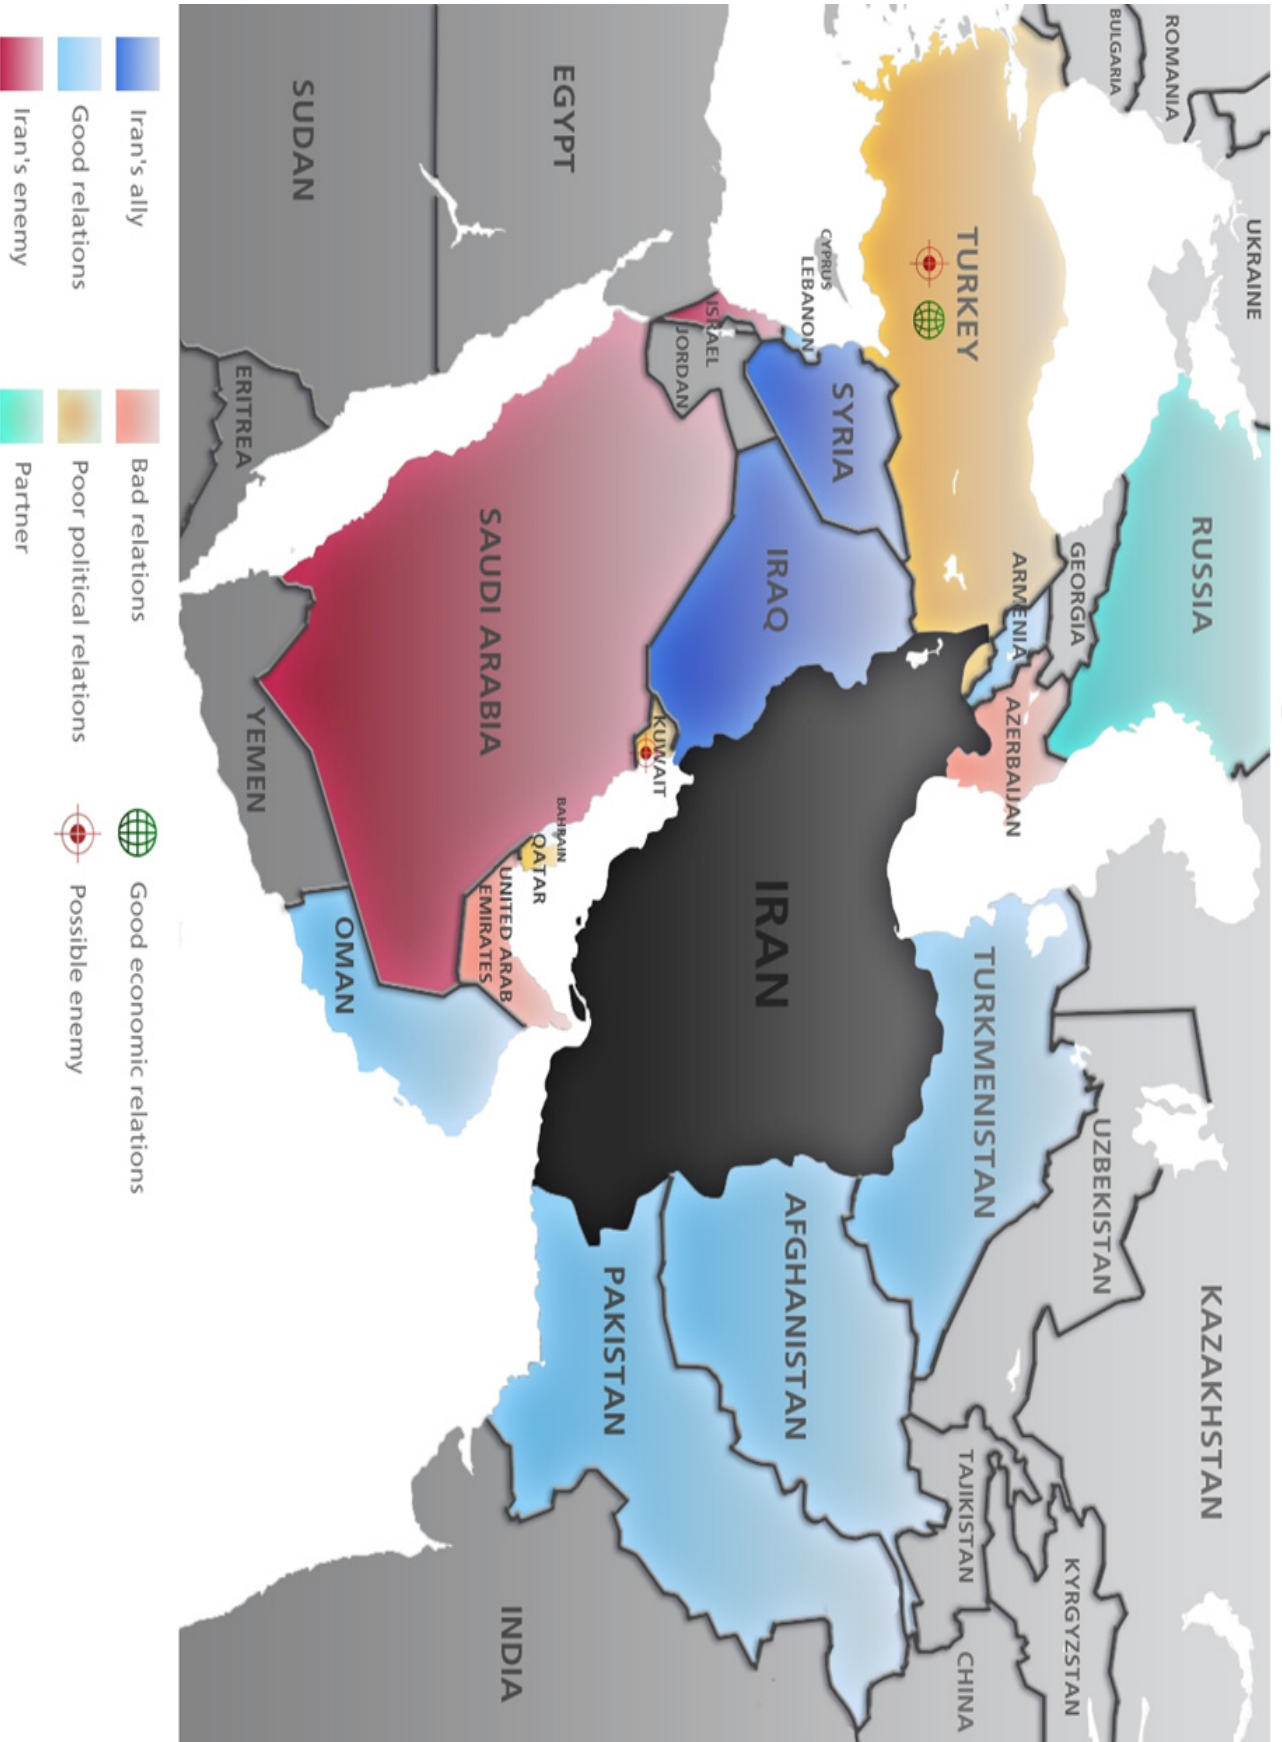 ROMANIA
BULGARIA
UKRAINE
RUSSIA
KAZAKHSTAN
GEORGIA
ARMENIA
AZERBAIJAN
UZBEKISTAN
KYRGYZSTAN
TURKEY
TURKMENISTAN
TAJIKISTAN
CHINA
CYPRUS
LEBANON
SYRIA
IRAQ
IRAN
AFGHANISTAN
ISRAEL
JORDAN
KUWAIT
PAKISTAN
EGYPT
BAHRAIN
QATAR
SAUDI ARABIA
UNITED ARAB
EMIRATES
INDIA
SUDAN
OMAN
ERITREA
YEMEN
Iran's ally
Bad relations
Good economic relations
Good relations
Poor political relations
Possible enemy
Iran's enemy
Partner